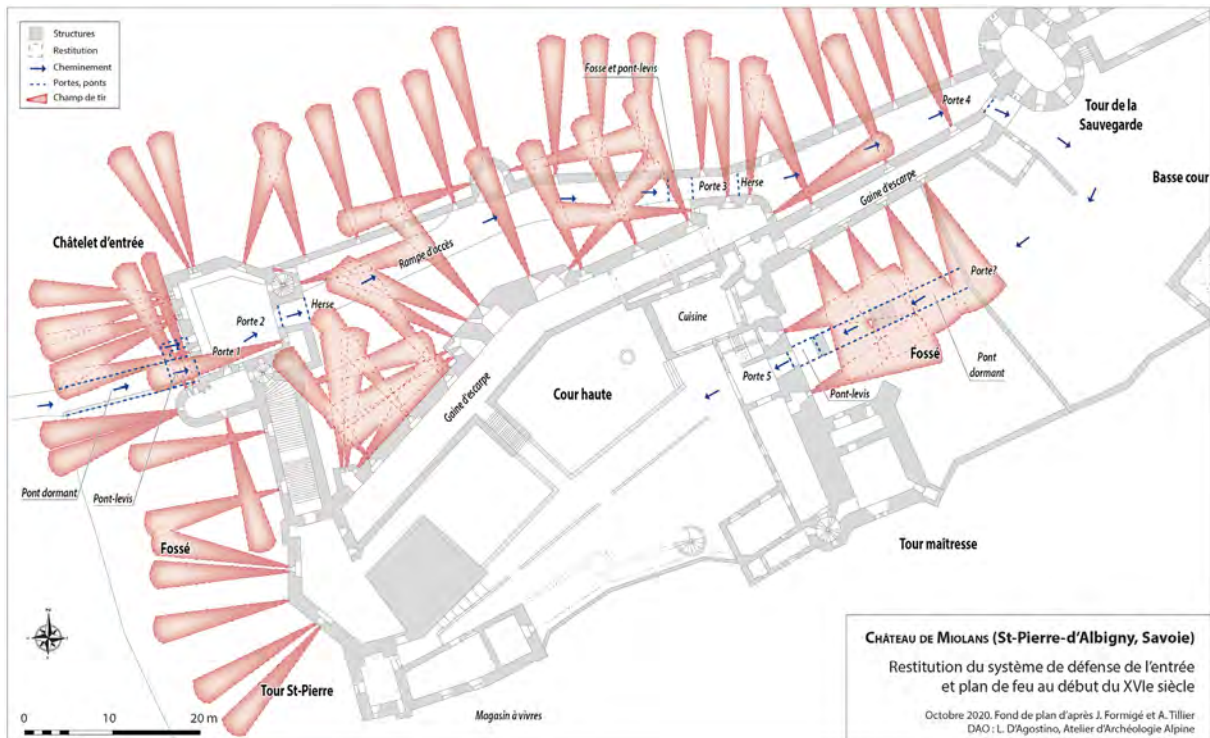 Structures
Restitution
Cheminement
Portes, ponts
Champ de tir
Fosse et pont-levis
Porte 4
Tour de la
Sauvegarde
Basse cour
Porte 3
Herse
Gaine d'escarpe
Châtelet d'entrée
Rampe d'accès
Porte 2
Herse
Porte 1
Cuisine
Porte?
Fossé
Pont
dormant
Porte 5
Pont-levis
Cour haute
Gaine d'escarpe
Pont dormant
Pont-levis
Fossé
Tour maîtresse
N
Tour St-Pierre
Magasin à vivres
0 10 20 m
CHÂTEAU DE MIOLANS (ST-PIERRE-D'ALBIGNY, SAVOIE)
Restitution du système de défense de l'entrée
et plan de feu au début du XVIe siècle
Octobre 2020. Fond de plan d'après J. Formigé et A. Tillier
DAO : L. D'Agostino, Atelier d'Archéologie Alpine